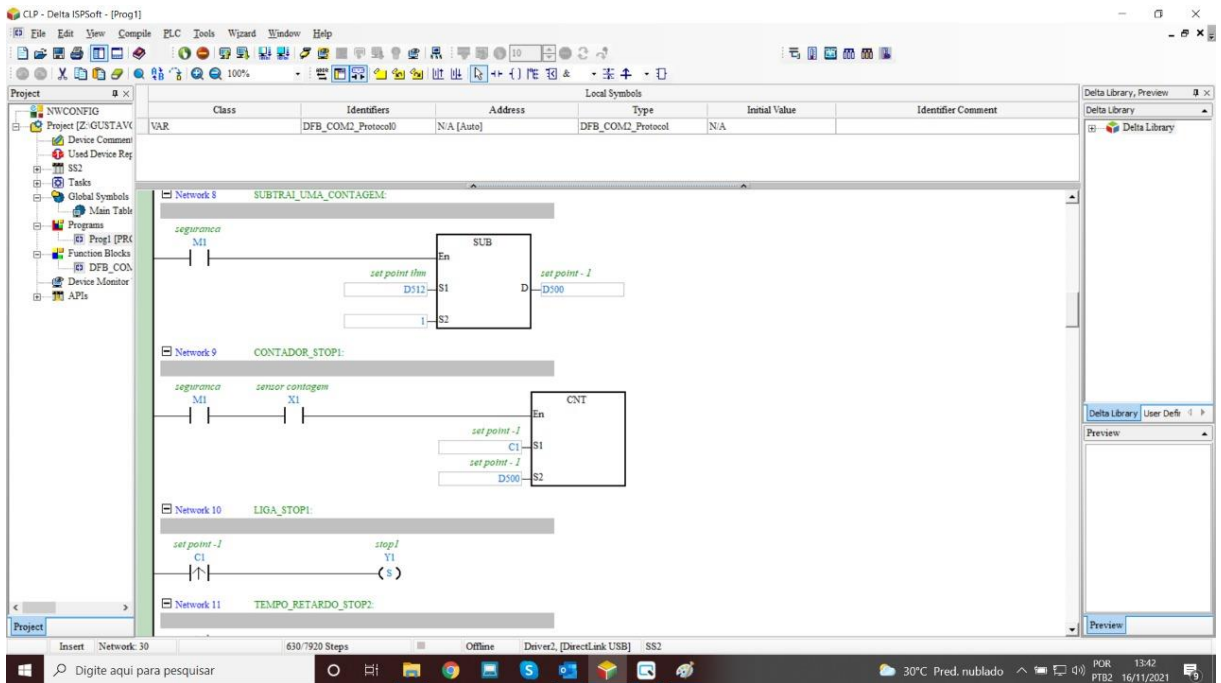 CLP - Delta ISPSoft - [Prog1]
File Edit View Compile PLC Tools Wizard Window Help
10
100%
Project
NWCONFIG
Project [Z:\GUSTAV(
Device Comment
Used Device Rep
SS2
Tasks
Global Symbols
Main Table
Programs
Prog1 [PR(
Function Blocks
DFB_CON
Device Monitor
APIs
Project
Local Symbols
Class Identifiers Address Type Initial Value Identifier Comment
VAR DFB_COM2_Protocol0 N/A [Auto] DFB_COM2_Protocol N/A
Network 8 SUBTRAI_UMA_CONTAGEM:
seguranca
M1
SUB
En
set point ihm
D512 S1
set point - 1
D D500
1 S2
Network 9 CONTADOR_STOP1:
seguranca sensor contagem
M1 X1
CNT
En
set point -1
C1 S1
set point - 1
D500 S2
Network 10 LIGA_STOP1:
set point -1 stop1
C1 Y1
S
Network 11 TEMPO_RETARDO_STOP2:
Delta Library, Preview
Delta Library
Delta Library
Delta Library User Defi
Preview
Preview
Insert Network: 30 630/7920 Steps Offline Driver2, [DirectLink USB] SS2
Digite aqui para pesquisar
30°C Pred. nublado
POR
PTB2
13:42
16/11/2021